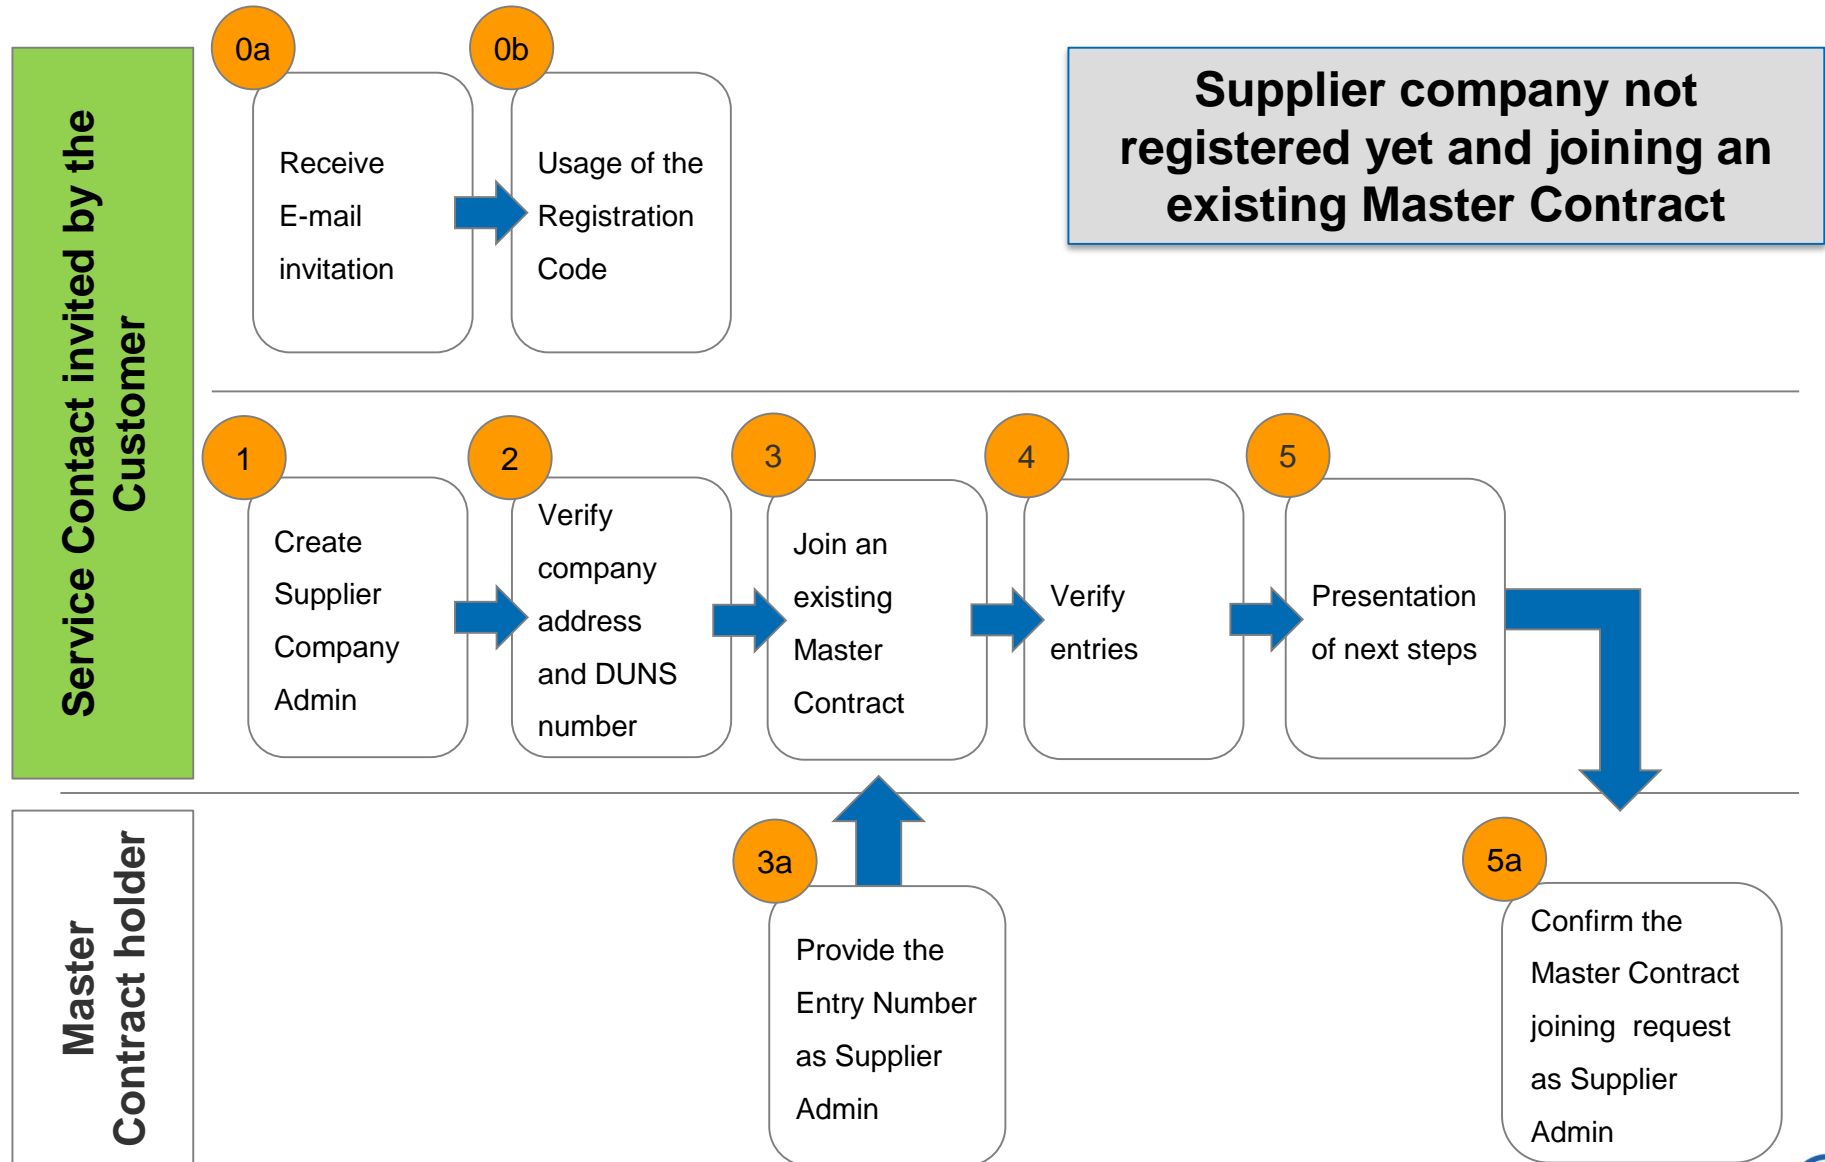 Service Contact invited by the
Customer
0a
Receive
E-mail
invitation
0b
Usage of the
Registration
Code
Supplier company not
registered yet and joining an
existing Master Contract
1
Create
Supplier
Company
Admin
2
Verify
company
address
and DUNS
number
3
Join an
existing
Master
Contract
4
Verify
entries
5
Presentation
of next steps
Master
Contract holder
3a
Provide the
Entry Number
as Supplier
Admin
5a
Confirm the
Master Contract
joining request
as Supplier
Admin